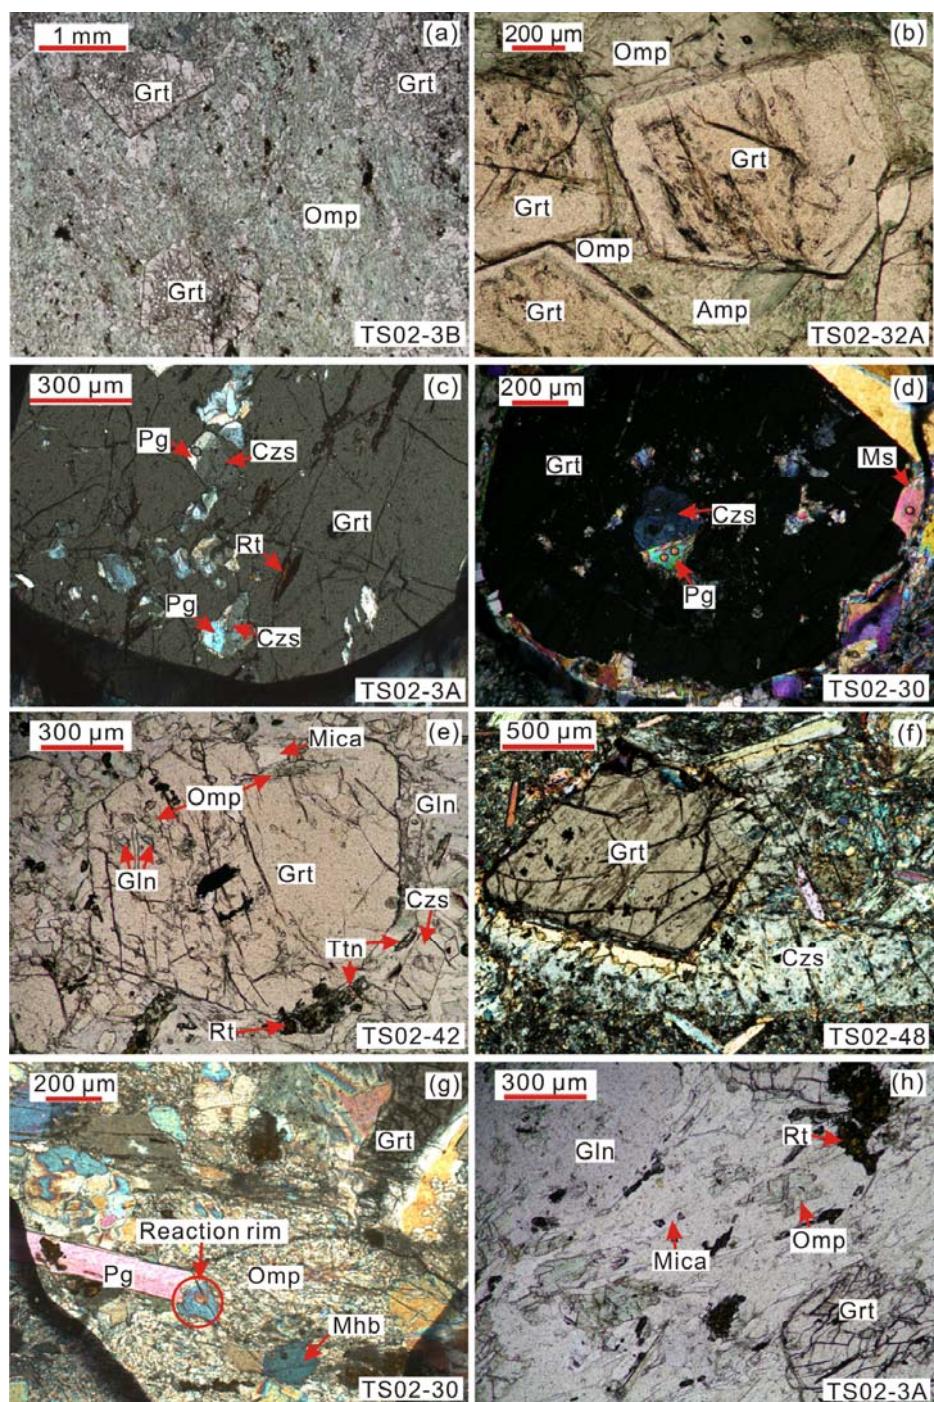 1 mm
(a)
Grt
Grt
Omp
Grt
TS02-3B
200 µm
(b)
Omp
Grt
Grt
Omp
Grt
Amp
TS02-32A
300 µm
(c)
Pg
Czs
Grt
Rt
Pg
Czs
TS02-3A
200 µm
(d)
Grt
Ms
Czs
Pg
TS02-30
300 µm
(e)
Mica
Omp
Gln
Gln
Grt
Czs
Ttn
Rt
TS02-42
500 µm
(f)
Grt
Czs
TS02-48
200 µm
(g)
Grt
Reaction rim
Pg
Omp
Mhb
TS02-30
300 µm
(h)
Gln
Rt
Mica
Omp
Grt
TS02-3A